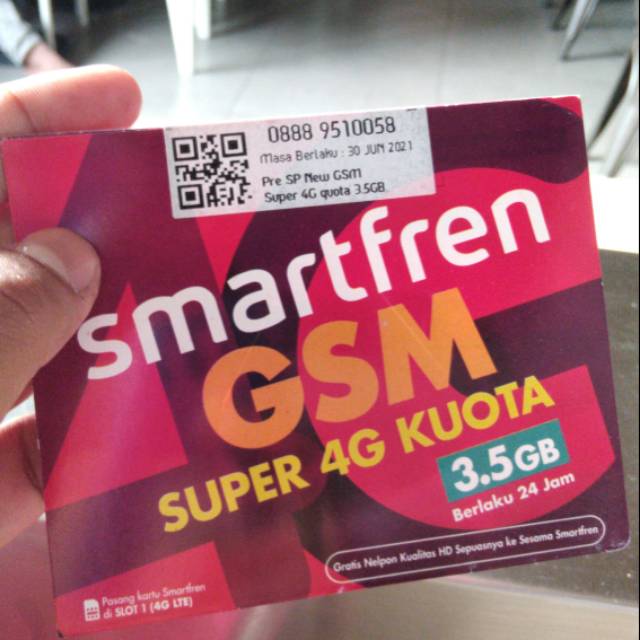 0888 9510058
Masa Berlaku : 30 JUN 2021
Pre SP New GSM
Super 4G quota 3.5GB
smartfren
GSM
SUPER 4G KUOTA
3.5GB
Berlaku 24 Jam
Gratis Nelpon Kualitas HD Sepuasnya ke Sesama Smartfren
Pasang kartu Smartfren
di SLOT 1 (4G LTE)